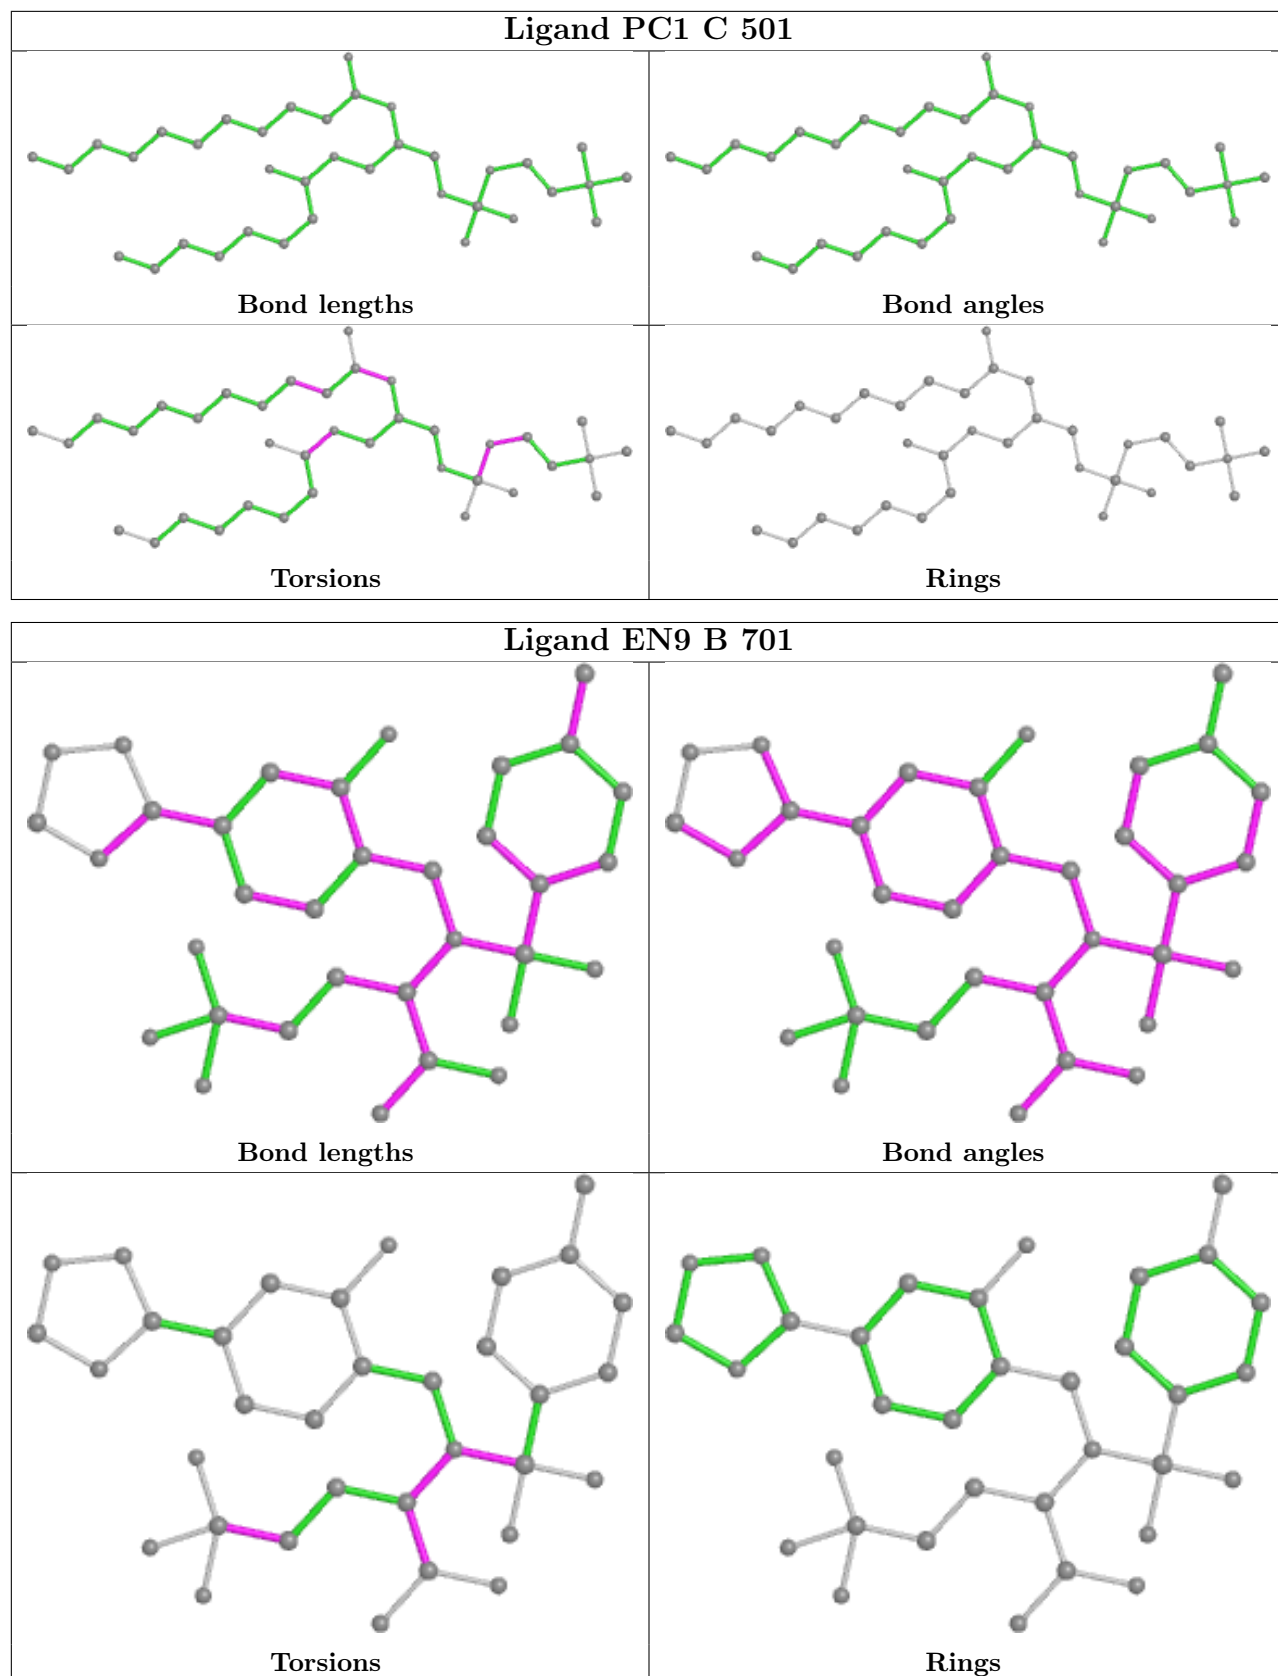 Ligand PC1 C 501
Bond lengths
Bond angles
Torsions
Rings
Ligand EN9 B 701
Bond lengths
Bond angles
Torsions
Rings